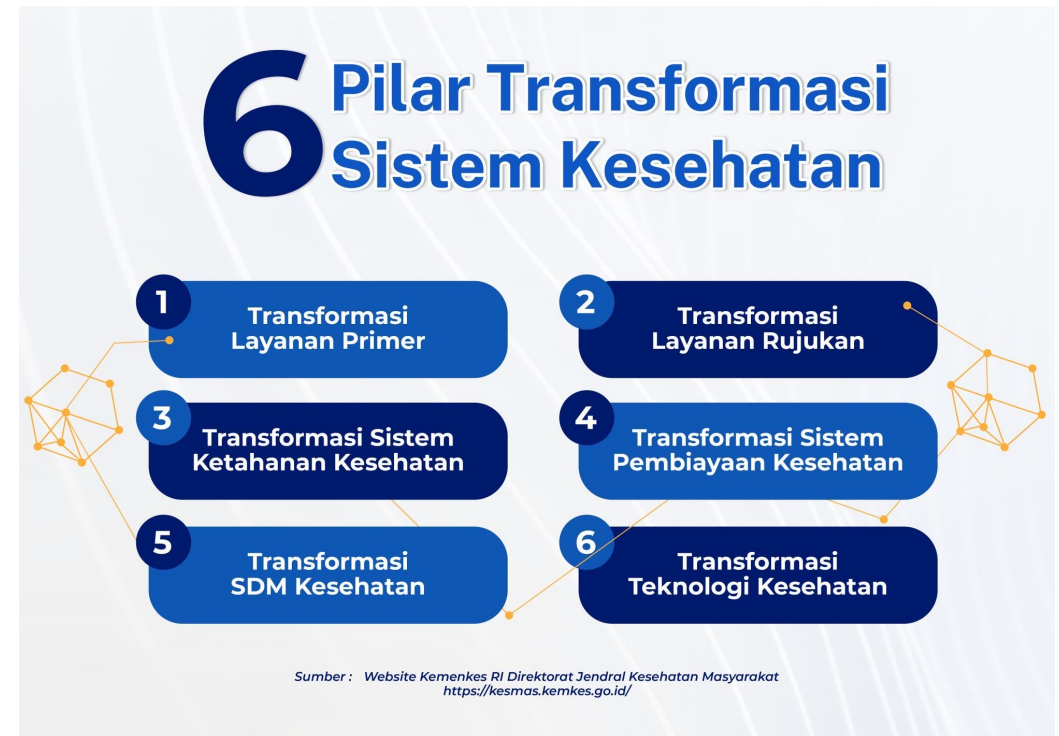 6 Pilar Transformasi
Sistem Kesehatan
1
Transformasi
Layanan Primer
2
Transformasi
Layanan Rujukan
3
Transformasi Sistem
Ketahanan Kesehatan
4
Transformasi Sistem
Pembiayaan Kesehatan
5
Transformasi
SDM Kesehatan
6
Transformasi
Teknologi Kesehatan
Sumber : Website Kemenkes RI Direktorat Jendral Kesehatan Masyarakat
https://kesmas.kemkes.go.id/